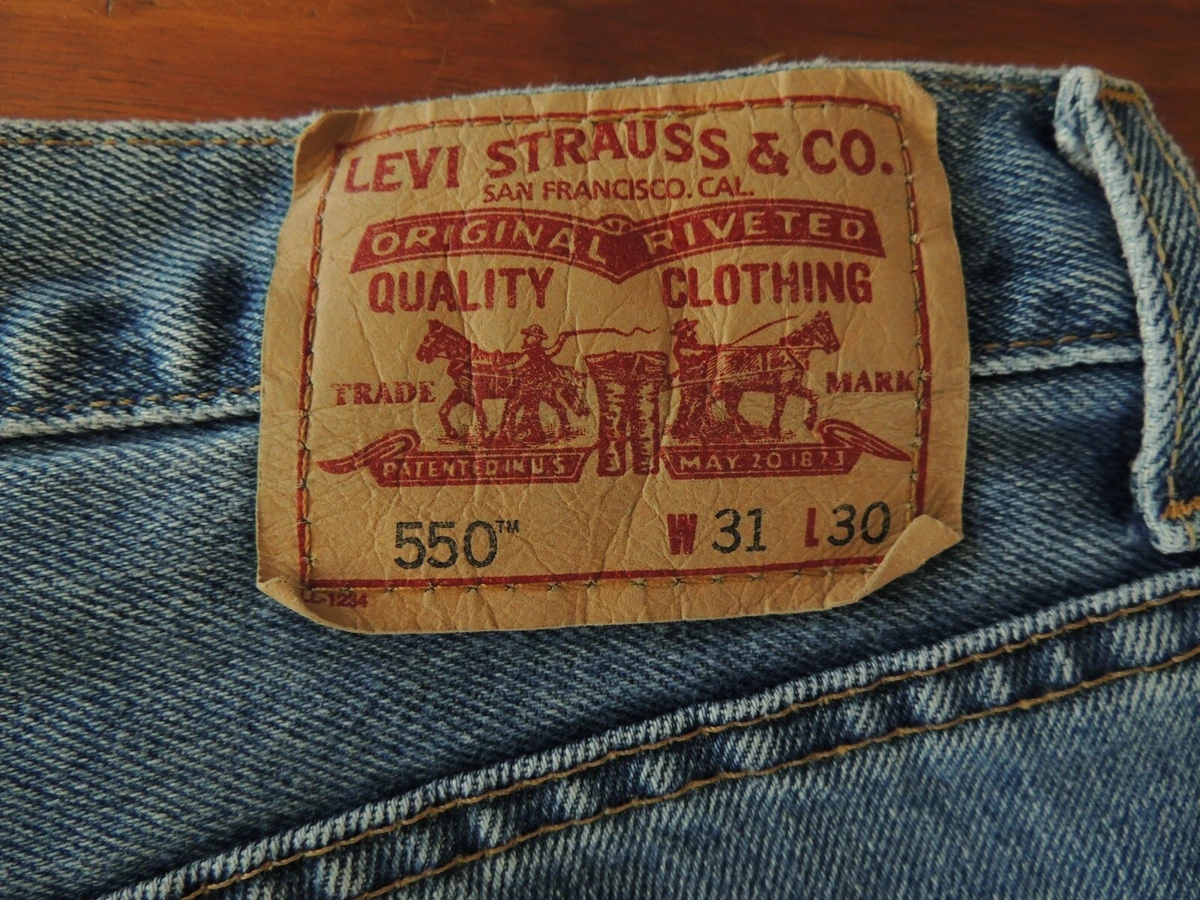 LEVI STRAUSS & CO.
SAN FRANCISCO. CAL.
ORIGINAL RIVETED
QUALITY CLOTHING
TRADE MARK
PATENTED IN U.S MAY 20 1873
550™ W 31 L 30